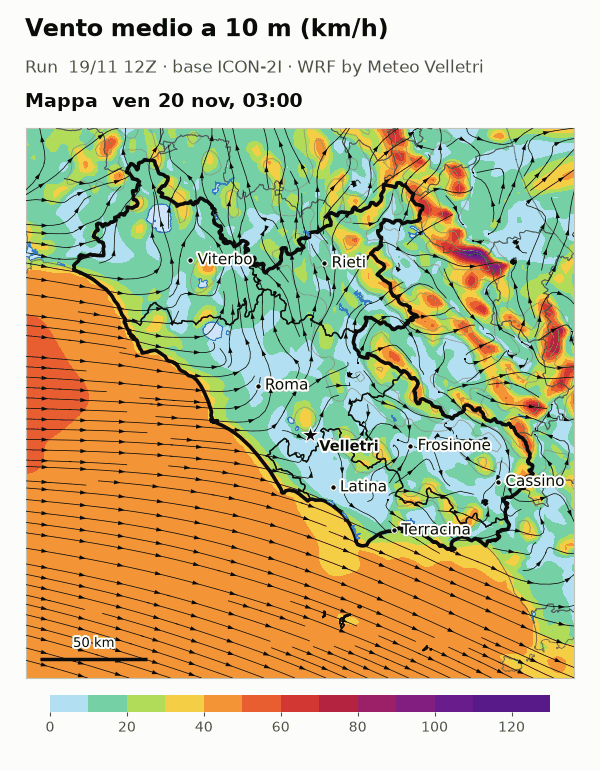 Vento medio a 10 m (km/h)
Run 19/11 12Z · base ICON-2I · WRF by Meteo Velletri
Mappa ven 20 nov, 03:00
Viterbo
Rieti
Roma
Velletri
Frosinone
Latina
Cassino
Terracina
50 km
0 20 40 60 80 100 120